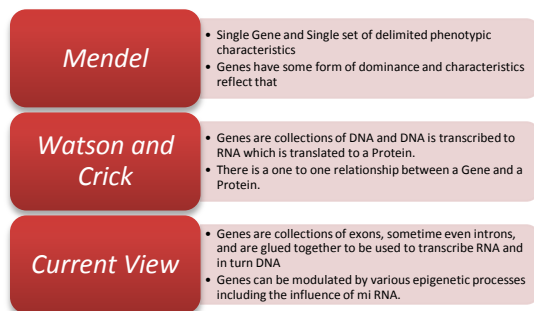 Mendel
• Single Gene and Single set of delimited phenotypic
characteristics
• Genes have some form of dominance and characteristics
reflect that
Watson and
Crick
• Genes are collections of DNA and DNA is transcribed to
RNA which is translated to a Protein.
• There is a one to one relationship between a Gene and a
Protein.
Current View
• Genes are collections of exons, sometime even introns,
and are glued together to be used to transcribe RNA and
in turn DNA
• Genes can be modulated by various epigenetic processes
including the influence of mi RNA.